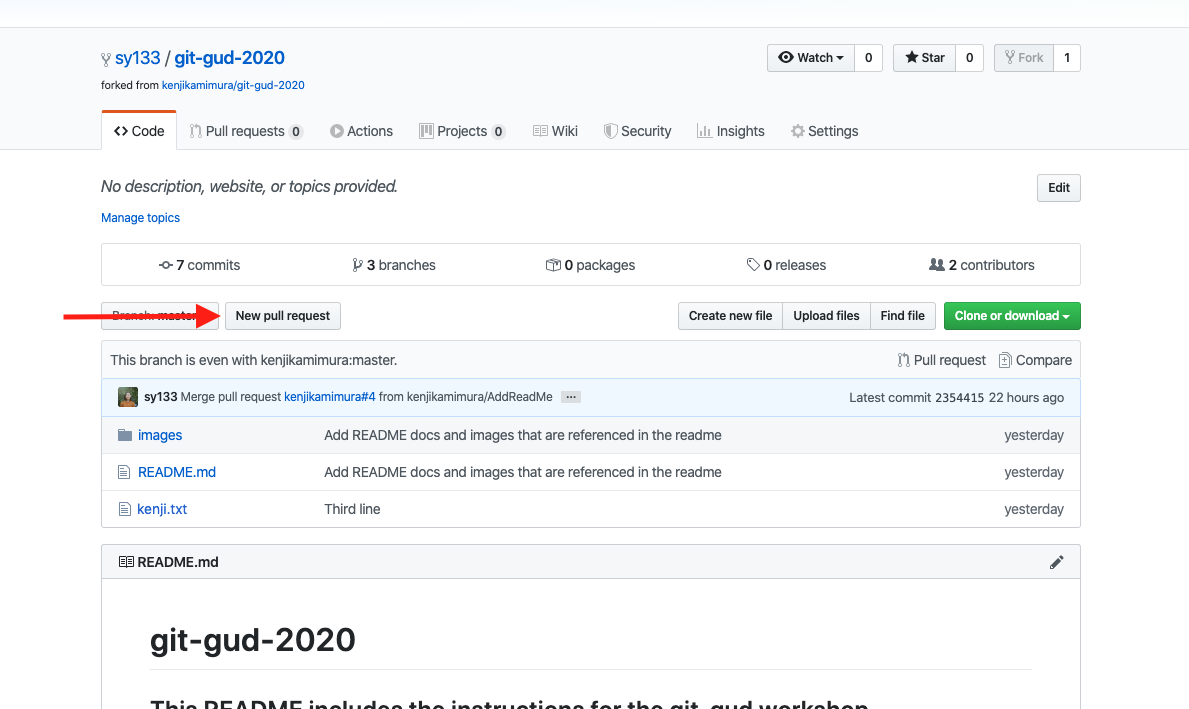 sy133 / git-gud-2020
Watch 0 Star 0 Fork 1
forked from kenjikamimura/git-gud-2020
Code Pull requests 0 Actions Projects 0 Wiki Security Insights Settings
No description, website, or topics provided.
Edit
Manage topics
7 commits 3 branches 0 packages 0 releases 2 contributors
Branch: master New pull request Create new file Upload files Find file Clone or download
This branch is even with kenjikamimura:master. Pull request Compare
sy133 Merge pull request kenjikamimura#4 from kenjikamimura/AddReadMe ... Latest commit 2354415 22 hours ago
images Add README docs and images that are referenced in the readme yesterday
README.md Add README docs and images that are referenced in the readme yesterday
kenji.txt Third line yesterday
README.md
git-gud-2020
This README includes the instructions for the git-gud workshop